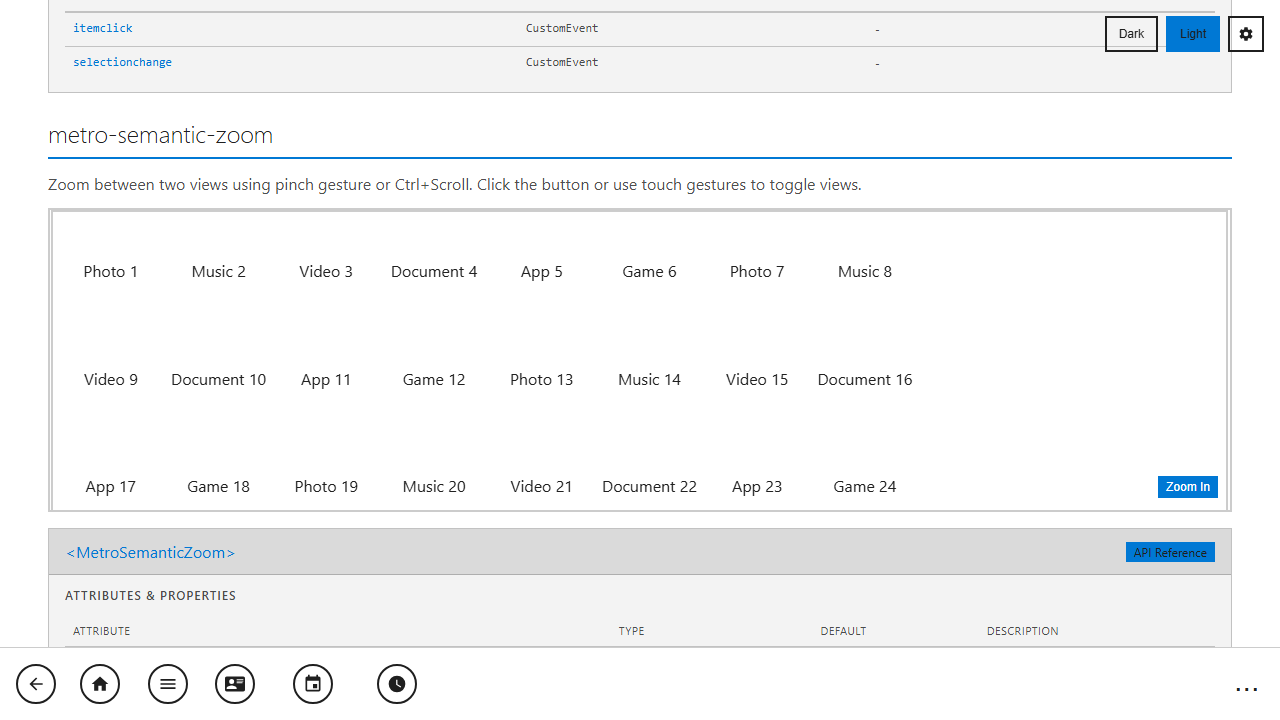 itemclick CustomEvent -
Dark Light
selectionchange CustomEvent -
metro-semantic-zoom
Zoom between two views using pinch gesture or Ctrl+Scroll. Click the button or use touch gestures to toggle views.
Photo 1 Music 2 Video 3 Document 4 App 5 Game 6 Photo 7 Music 8
Video 9 Document 10 App 11 Game 12 Photo 13 Music 14 Video 15 Document 16
App 17 Game 18 Photo 19 Music 20 Video 21 Document 22 App 23 Game 24
Zoom In
<MetroSemanticZoom> API Reference
ATTRIBUTES & PROPERTIES
ATTRIBUTE TYPE DEFAULT DESCRIPTION
...